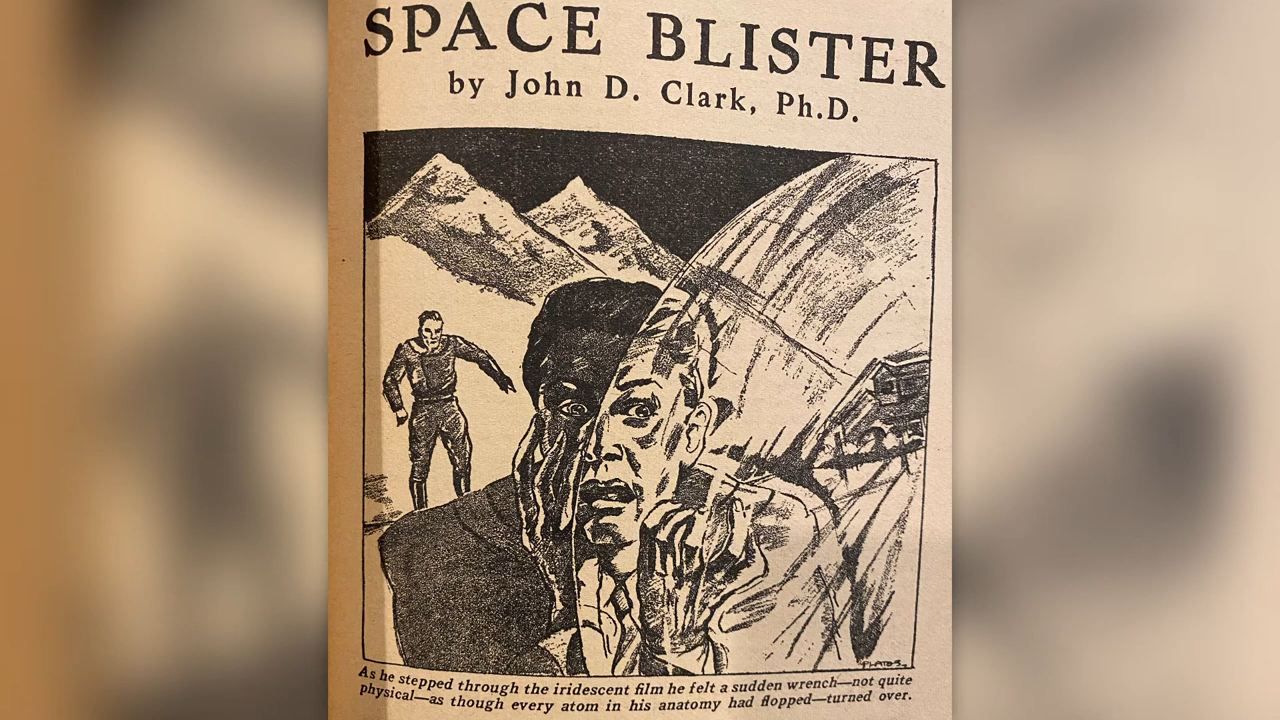 SPACE BLISTER
by John D. Clark, Ph.D.
As he stepped through the iridescent film he felt a sudden wrench—not quite
physical—as though every atom in his anatomy had flopped—turned over.